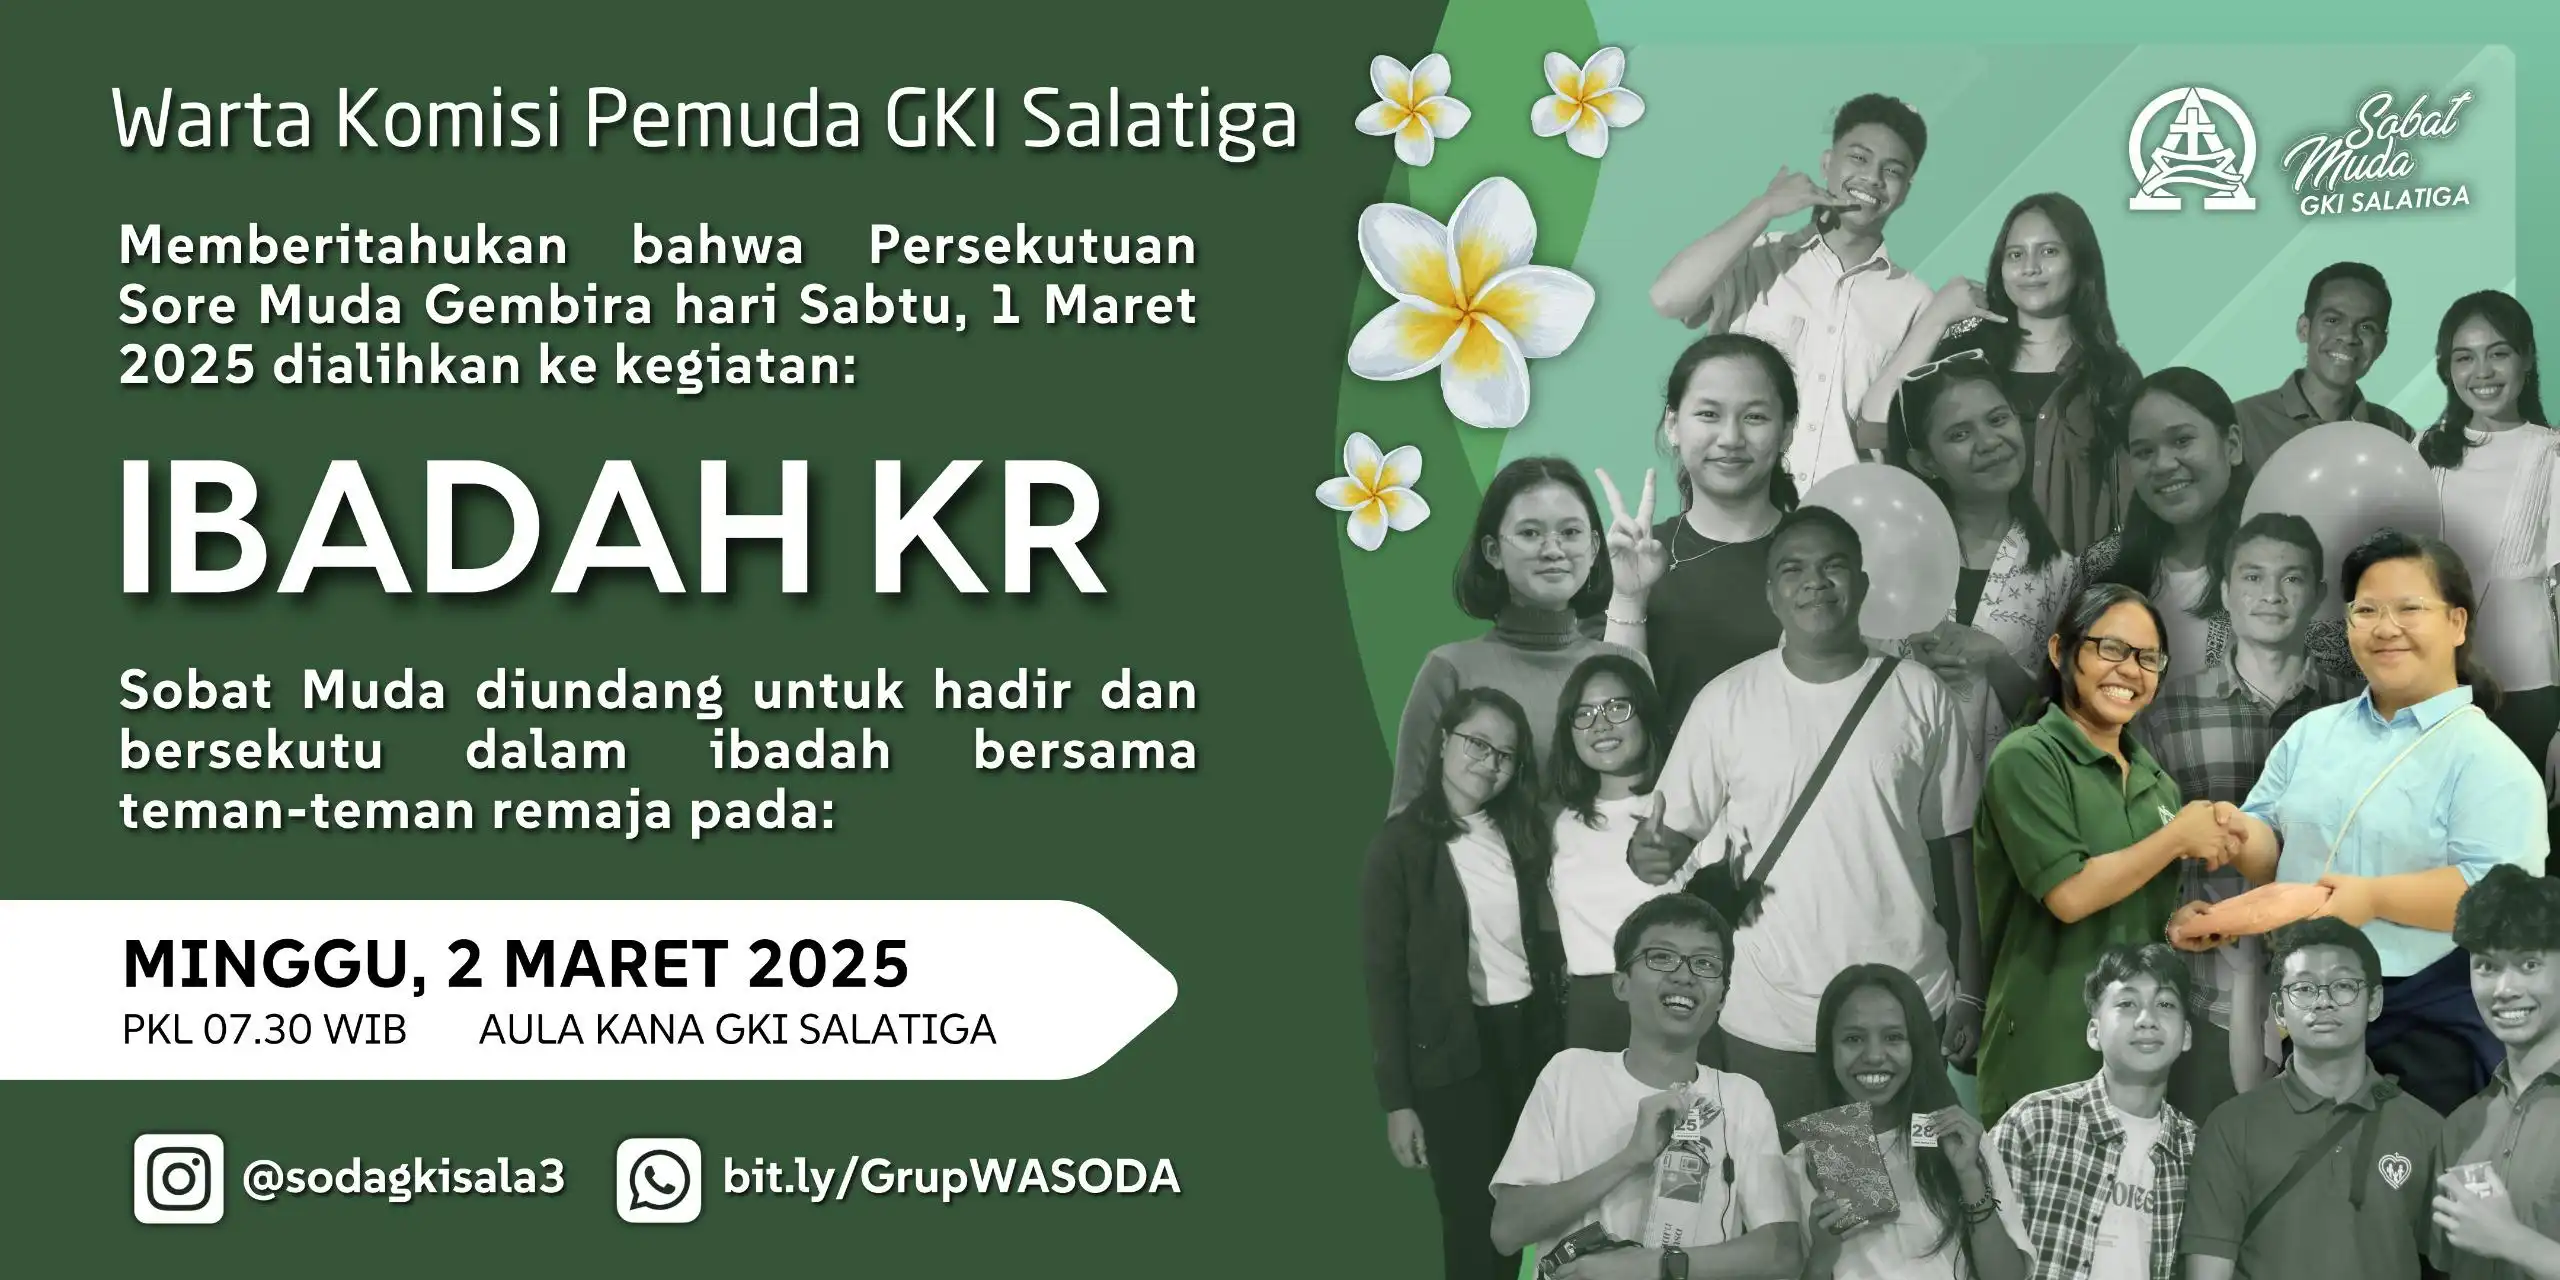 Warta Komisi Pemuda GKI Salatiga
Memberitahukan bahwa Persekutuan
Sore Muda Gembira hari Sabtu, 1 Maret
2025 dialihkan ke kegiatan:
IBADAH KR
Sobat Muda diundang untuk hadir dan
bersekutu dalam ibadah bersama
teman-teman remaja pada:
MINGGU, 2 MARET 2025
PKL 07.30 WIB AULA KANA GKI SALATIGA
@sodagkisala3 bit.ly/GrupWASODA
Sobat
Muda
GKI SALATIGA
25
28